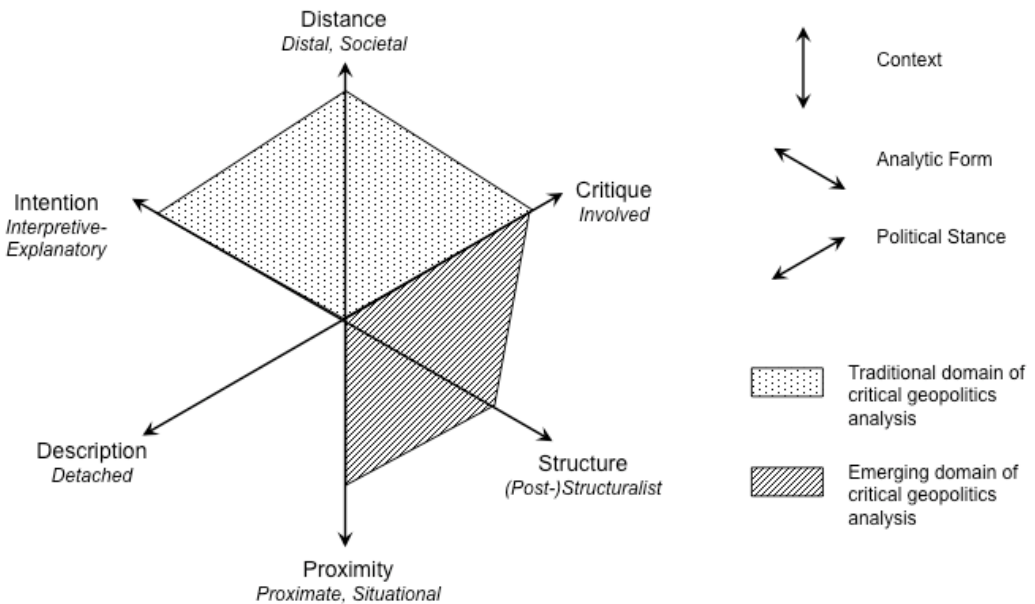 Distance
Distal, Societal
Context
Analytic Form
Intention
Interpretive-
Explanatory
Critique
Involved
Political Stance
Description
Detached
Structure
(Post-)Structuralist
Proximity
Proximate, Situational
Traditional domain of
critical geopolitics
analysis
Emerging domain of
critical geopolitics
analysis